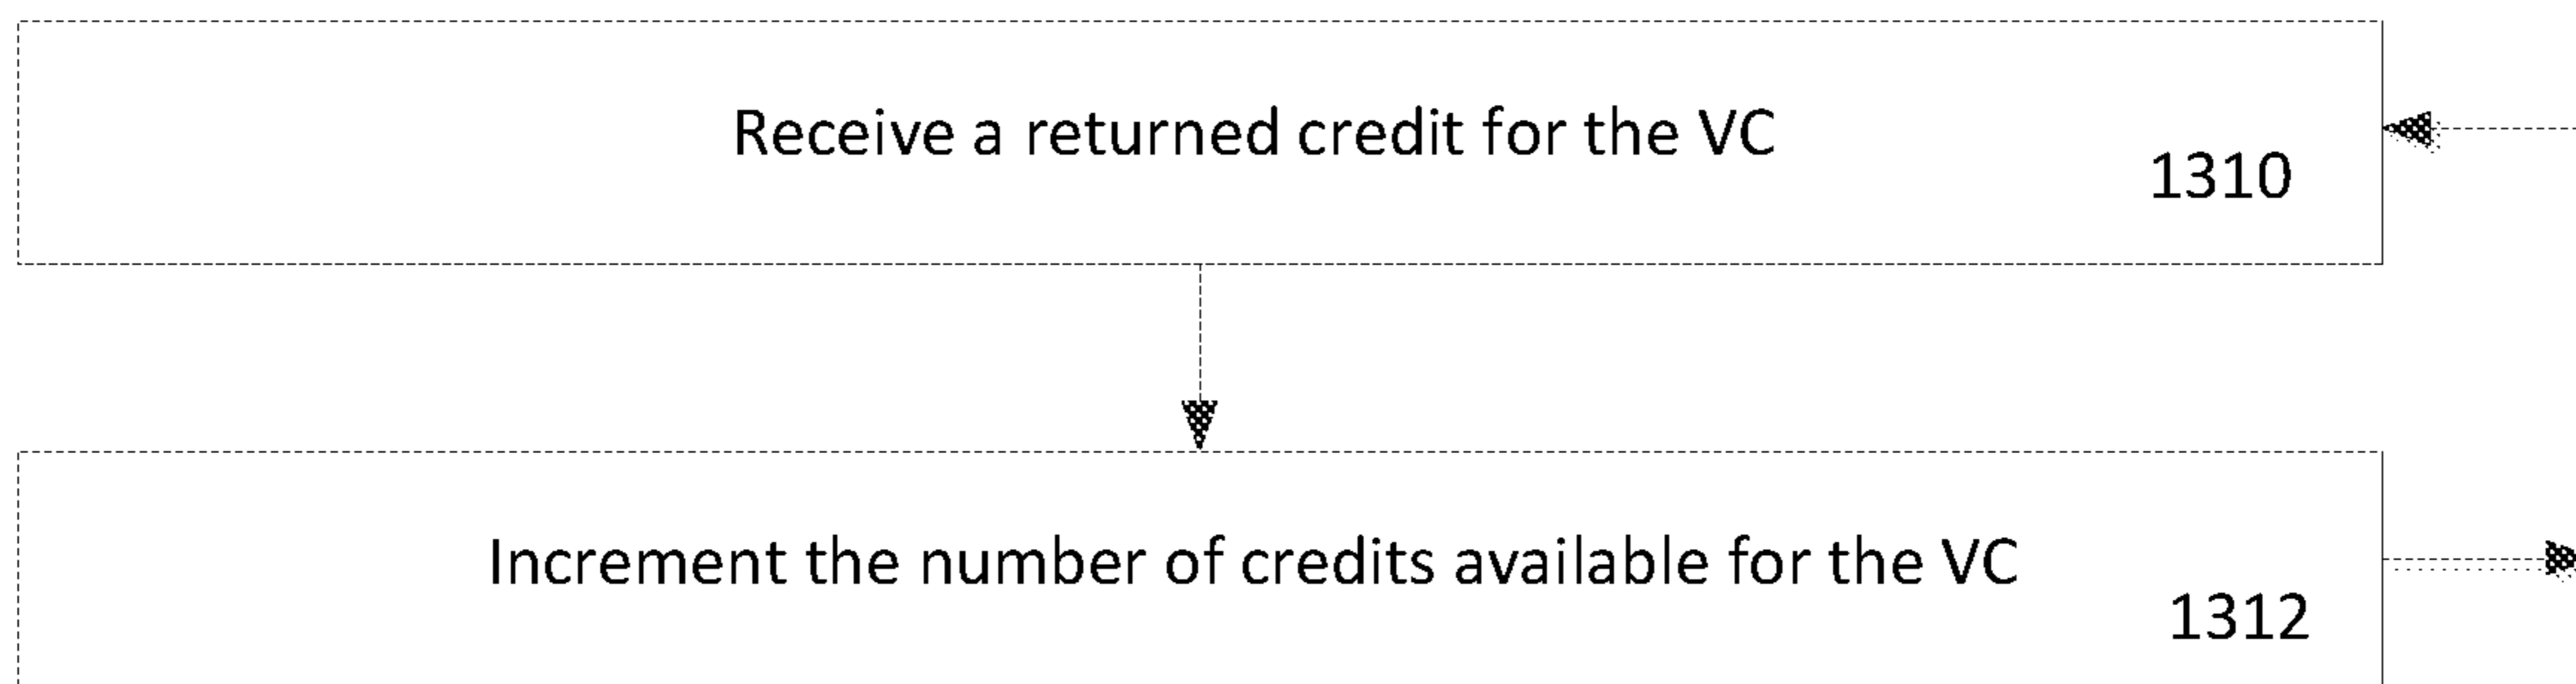 Receive a returned credit for the VC
1310
Increment the number of credits available for the VC
1312